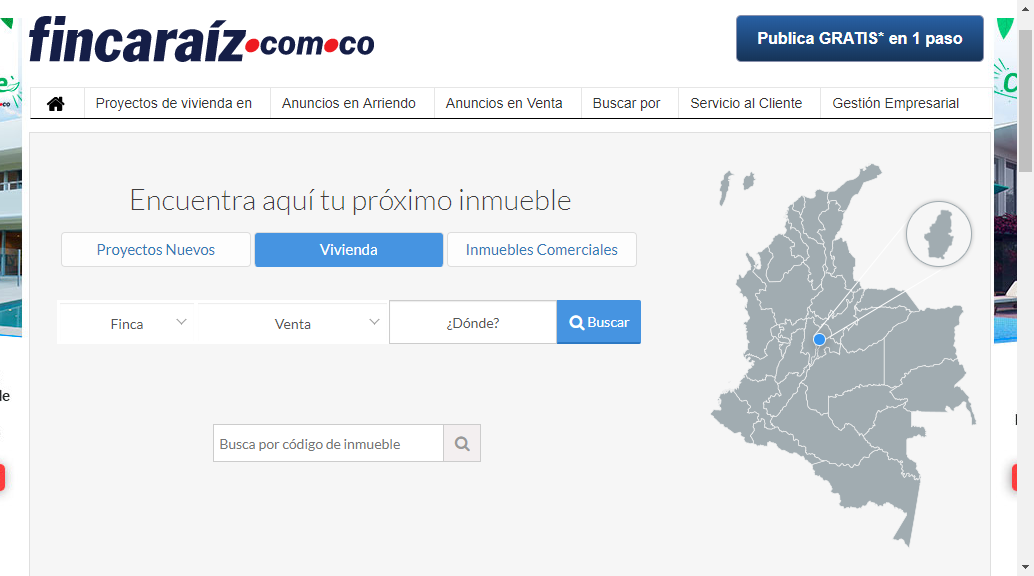 fincaraíz.com.co
Publica GRATIS* en 1 paso
Proyectos de vivienda en Anuncios en Arriendo Anuncios en Venta Buscar por Servicio al Cliente Gestión Empresarial
Encuentra aquí tu próximo inmueble
Proyectos Nuevos Vivienda Inmuebles Comerciales
Finca Venta ¿Dónde? Buscar
Busca por código de inmueble